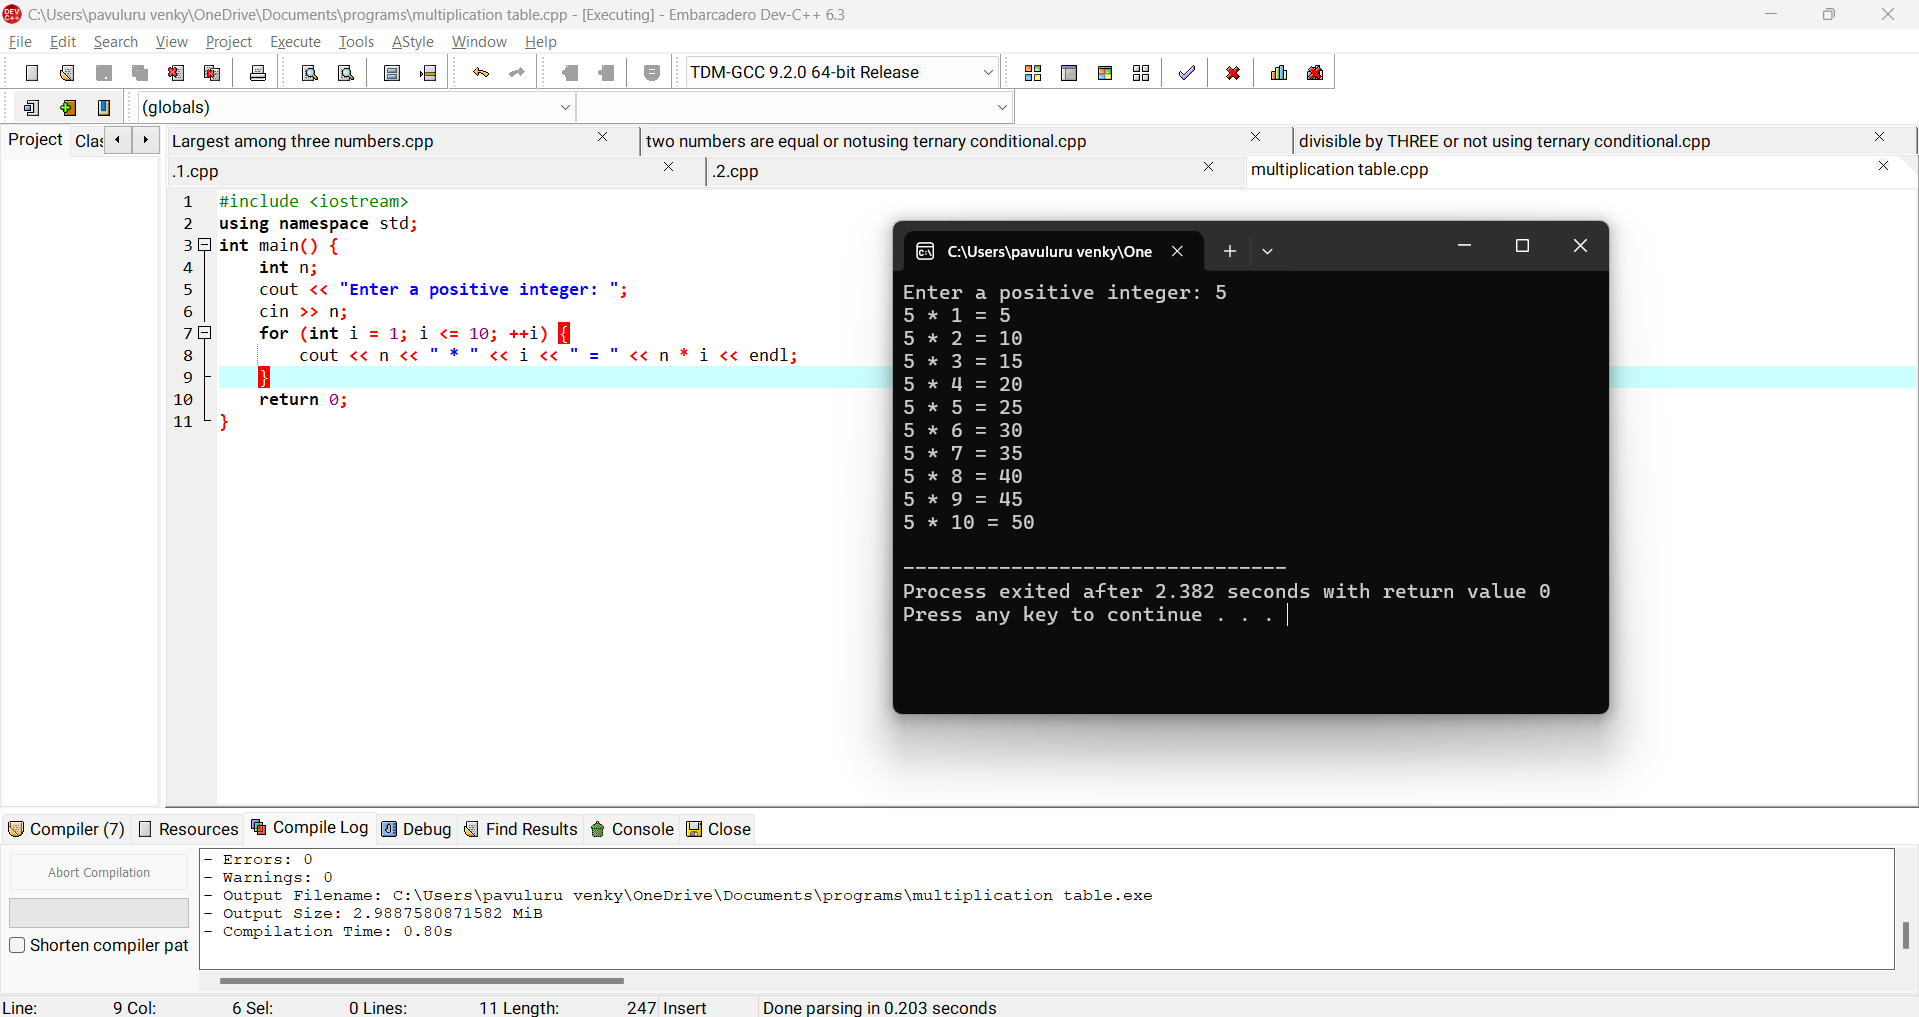 C:\Users\pavuluru venky\OneDrive\Documents\programs\multiplication table.cpp - [Executing] - Embarcadero Dev-C++ 6.3
File Edit Search View Project Execute Tools AStyle Window Help
TDM-GCC 9.2.0 64-bit Release
(globals)
Project Clas
Largest among three numbers.cpp
two numbers are equal or notusing ternary conditional.cpp
divisible by THREE or not using ternary conditional.cpp
.1.cpp
.2.cpp
multiplication table.cpp
1 #include <iostream>
2 using namespace std;
3 int main() {
4 int n;
5 cout << "Enter a positive integer: ";
6 cin >> n;
7 for (int i = 1; i <= 10; ++i) {
8 cout << n << " * " << i << " = " << n * i << endl;
9 }
10 return 0;
11 }
C:\Users\pavuluru venky\One
Enter a positive integer: 5
5 * 1 = 5
5 * 2 = 10
5 * 3 = 15
5 * 4 = 20
5 * 5 = 25
5 * 6 = 30
5 * 7 = 35
5 * 8 = 40
5 * 9 = 45
5 * 10 = 50
--------------------------------
Process exited after 2.382 seconds with return value 0
Press any key to continue . . .
Compiler (7) Resources Compile Log Debug Find Results Console Close
Abort Compilation
Shorten compiler pat
- Errors: 0
- Warnings: 0
- Output Filename: C:\Users\pavuluru venky\OneDrive\Documents\programs\multiplication table.exe
- Output Size: 2.9887580871582 MiB
- Compilation Time: 0.80s
Line: 9 Col: 6 Sel: 0 Lines: 11 Length: 247 Insert Done parsing in 0.203 seconds